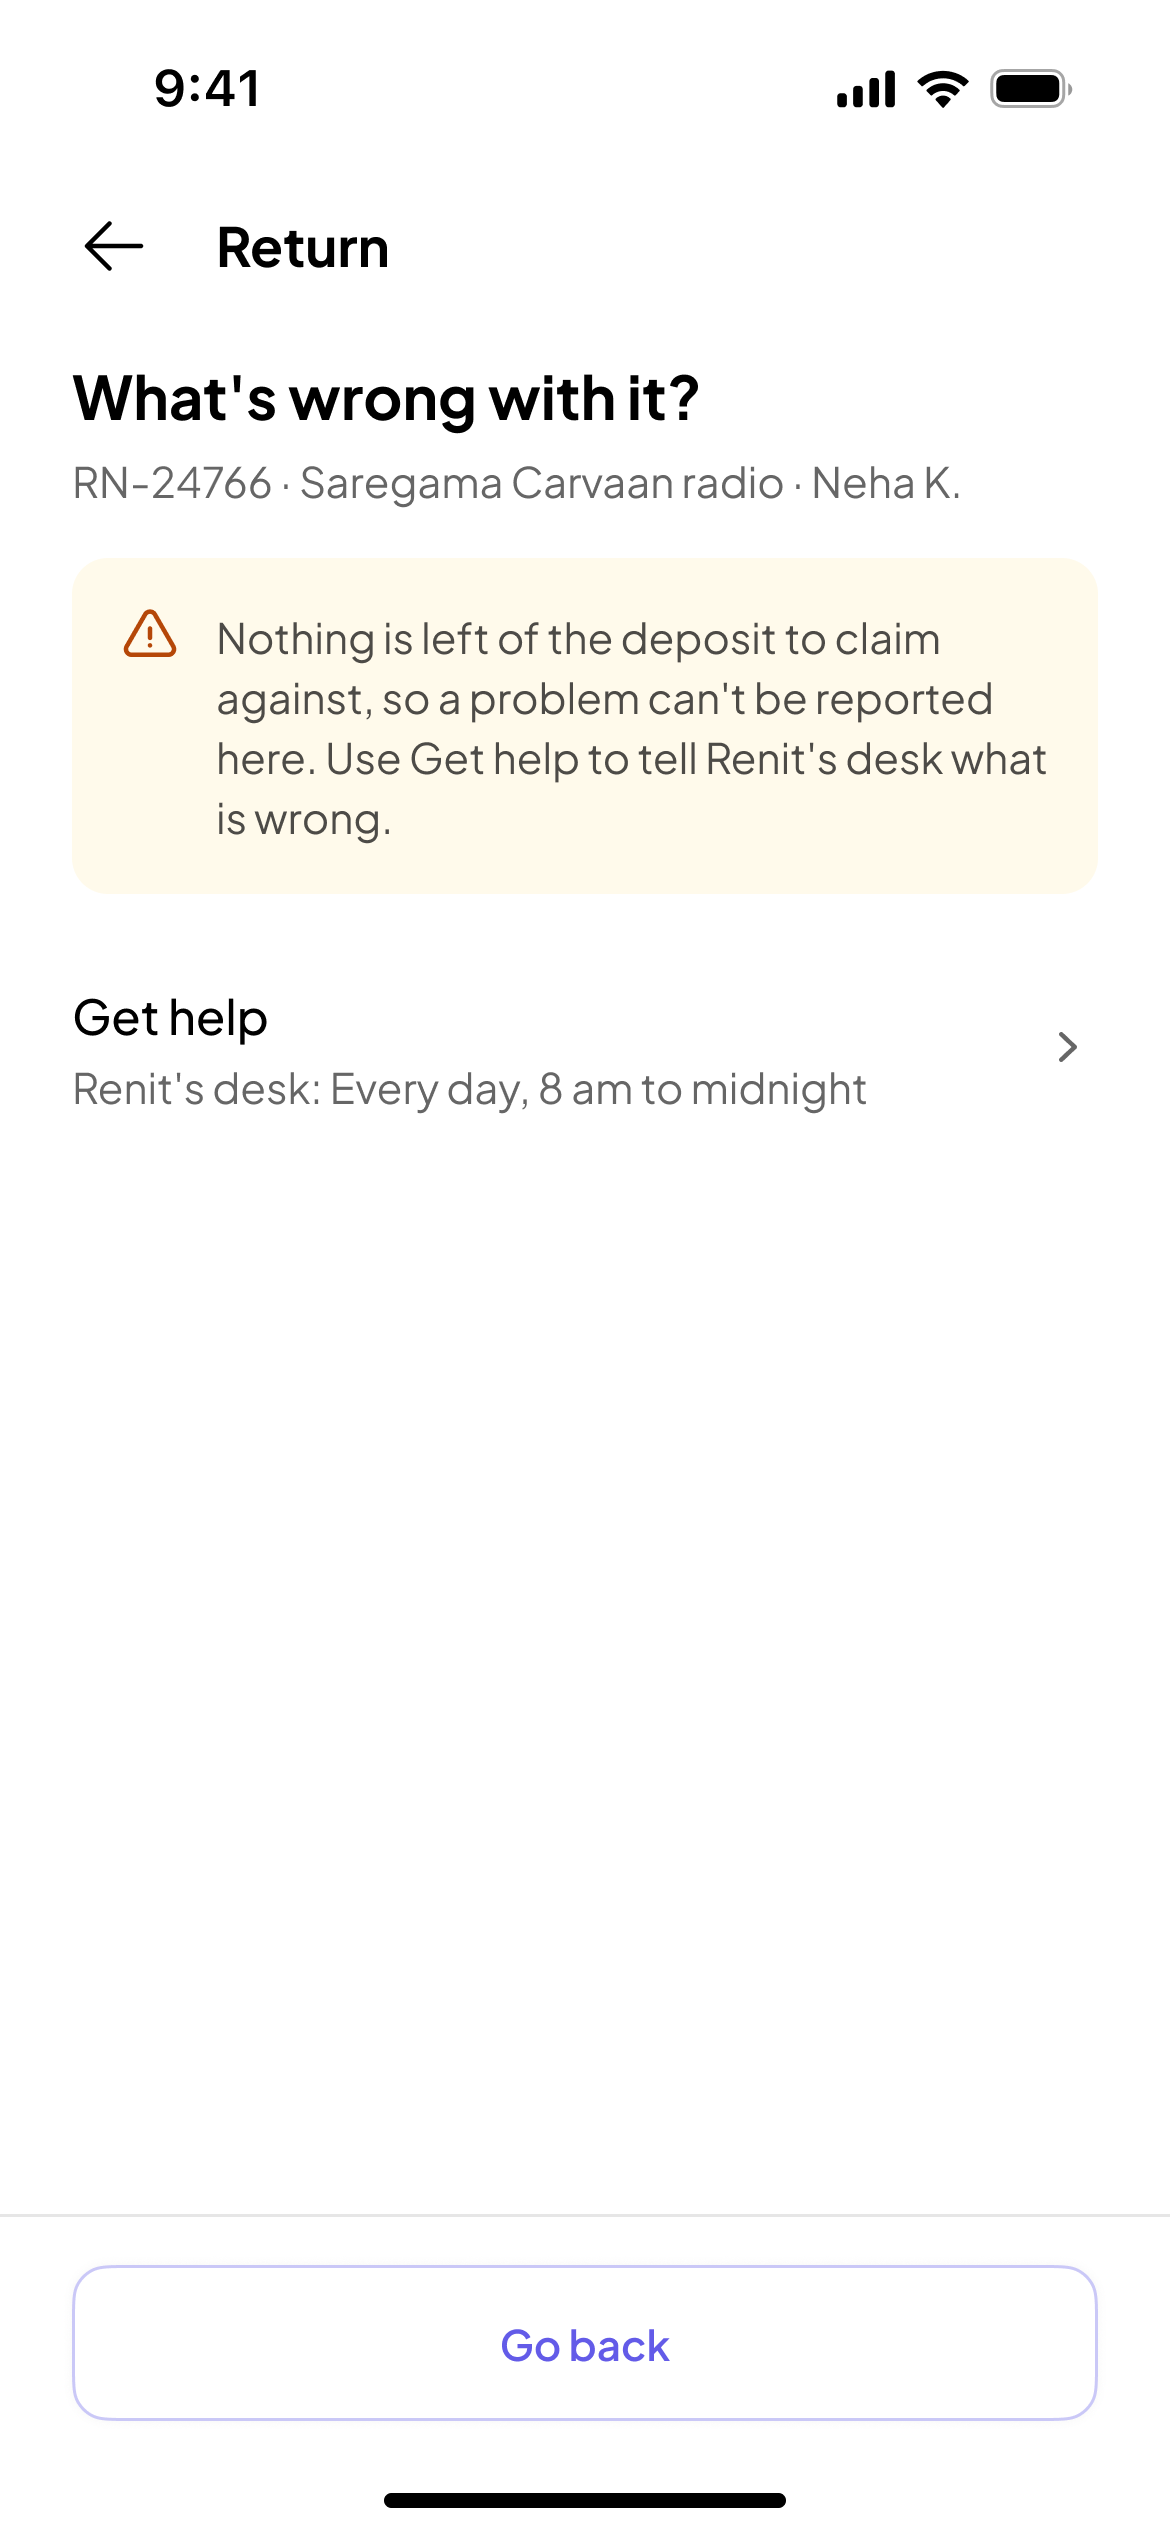 9:41
Return
What's wrong with it?
RN-24766 · Saregama Carvaan radio · Neha K.
Nothing is left of the deposit to claim
against, so a problem can't be reported
here. Use Get help to tell Renit's desk what
is wrong.
Get help
Renit's desk: Every day, 8 am to midnight
Go back